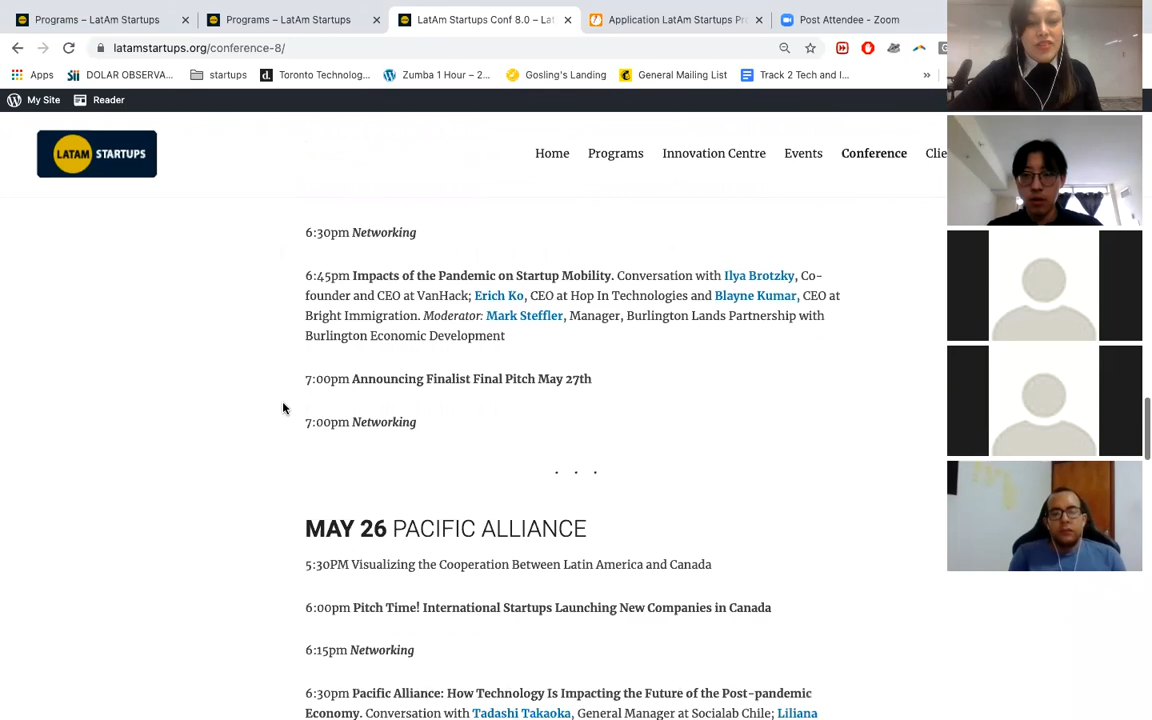 Programs – LatAm Startups
Programs – LatAm Startups
LatAm Startups Conf 8.0 – Lat
Application LatAm Startups Pr
Post Attendee - Zoom
latamstartups.org/conference-8/
Apps
DOLAR OBSERVA...
startups
Toronto Technolog...
Zumba 1 Hour – 2...
Gosling's Landing
General Mailing List
Track 2 Tech and I...
»
My Site
Reader
LATAM STARTUPS
Home
Programs
Innovation Centre
Events
Conference
Clie
6:30pm Networking
6:45pm Impacts of the Pandemic on Startup Mobility. Conversation with Ilya Brotzky, Co-
founder and CEO at VanHack; Erich Ko, CEO at Hop In Technologies and Blayne Kumar, CEO at
Bright Immigration. Moderator: Mark Steffler, Manager, Burlington Lands Partnership with
Burlington Economic Development
7:00pm Announcing Finalist Final Pitch May 27th
7:00pm Networking
. . .
MAY 26 PACIFIC ALLIANCE
5:30PM Visualizing the Cooperation Between Latin America and Canada
6:00pm Pitch Time! International Startups Launching New Companies in Canada
6:15pm Networking
6:30pm Pacific Alliance: How Technology Is Impacting the Future of the Post-pandemic
Economy. Conversation with Tadashi Takaoka, General Manager at Socialab Chile; Liliana